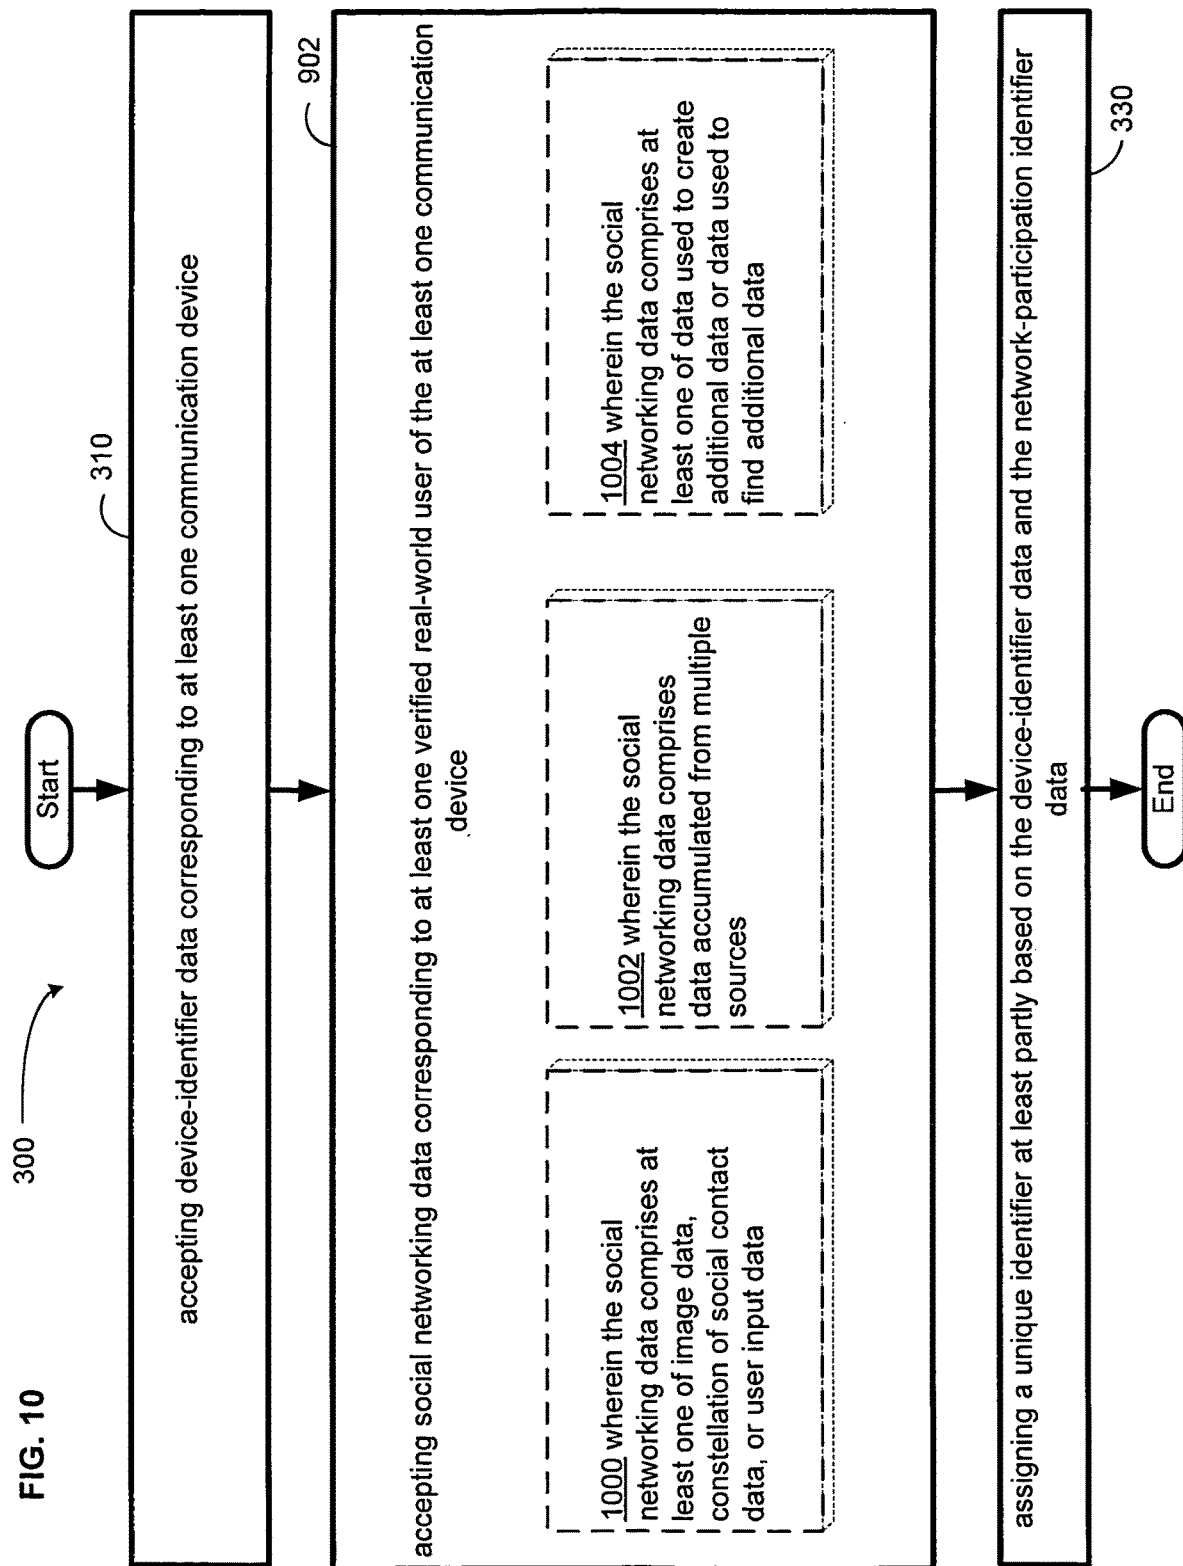 FIG. 10
300
Start
310
accepting device-identifier data corresponding to at least one communication device
902
accepting social networking data corresponding to at least one verified real-world user of the at least one communication
device
1000 wherein the social
networking data comprises at
least one of image data,
constellation of social contact
data, or user input data
1002 wherein the social
networking data comprises
data accumulated from multiple
sources
1004 wherein the social
networking data comprises at
least one of data used to create
additional data or data used to
find additional data
assigning a unique identifier at least partly based on the device-identifier data and the network-participation identifier
data
330
End